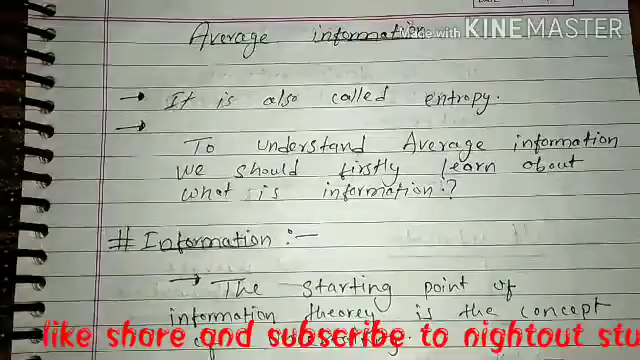 Made with KINEMASTER
Average information
→ It is also called entropy.
→
To understand Average information
we should firstly learn about
what is information?
# Information :-
→ The starting point of
information theorey is the concept
of
like share and subscribe to nightout stu